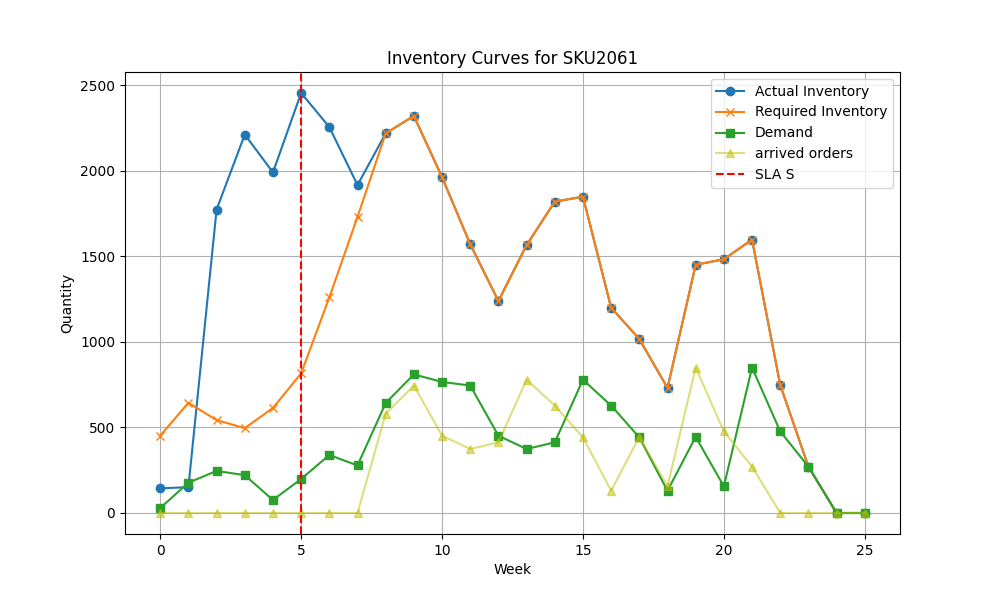 Inventory Curves for SKU2061
Actual Inventory
Required Inventory
Demand
arrived orders
SLA S
Quantity
2500
2000
1500
1000
500
0
0
5
10
15
20
25
Week